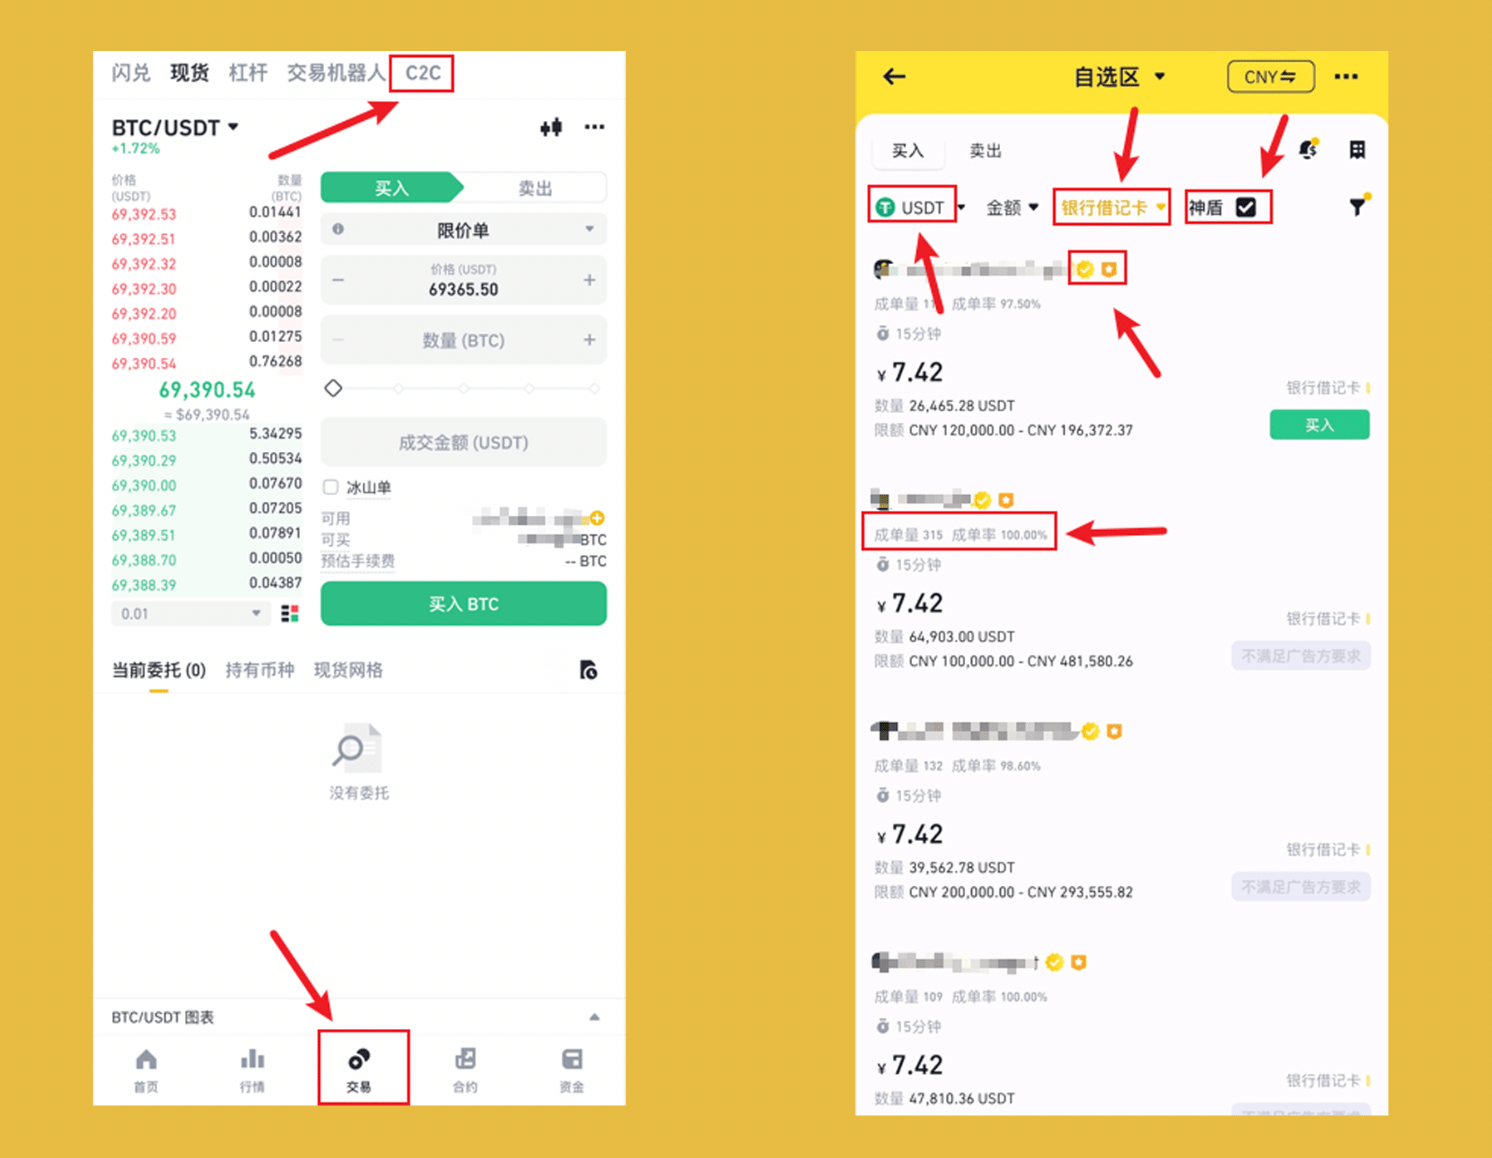 闪兑 现货 杠杆 交易机器人 C2C
BTC/USDT
+1.72%
价格 (USDT) 数量 (BTC)
69,392.53 0.01441
69,392.51 0.00362
69,392.32 0.00008
69,392.30 0.00022
69,392.20 0.00008
69,390.59 0.01275
69,390.54 0.76268
69,390.54
≈ $69,390.54
69,390.53 5.34295
69,390.29 0.50534
69,390.00 0.07670
69,389.67 0.07205
69,389.51 0.07891
69,388.70 0.00050
69,388.39 0.04387
0.01
买入 卖出
限价单
价格 (USDT)
− 69365.50 +
− 数量 (BTC) +
成交金额 (USDT)
冰山单
可用
可买 BTC
预估手续费 -- BTC
买入 BTC
当前委托 (0) 持有币种 现货网格
没有委托
BTC/USDT 图表
首页 行情 交易 合约 资金
自选区 CNY
买入 卖出
USDT 金额 银行借记卡 神盾
成单量 成单率 97.50%
15分钟
¥ 7.42
银行借记卡
数量 26,465.28 USDT
限额 CNY 120,000.00 - CNY 196,372.37
买入
成单量 315 成单率 100.00%
15分钟
¥ 7.42
银行借记卡
数量 64,903.00 USDT
限额 CNY 100,000.00 - CNY 481,580.26
不满足广告方要求
成单量 132 成单率 98.60%
15分钟
¥ 7.42
银行借记卡
数量 39,562.78 USDT
限额 CNY 200,000.00 - CNY 293,555.82
不满足广告方要求
成单量 109 成单率 100.00%
15分钟
¥ 7.42
银行借记卡
数量 47,810.36 USDT